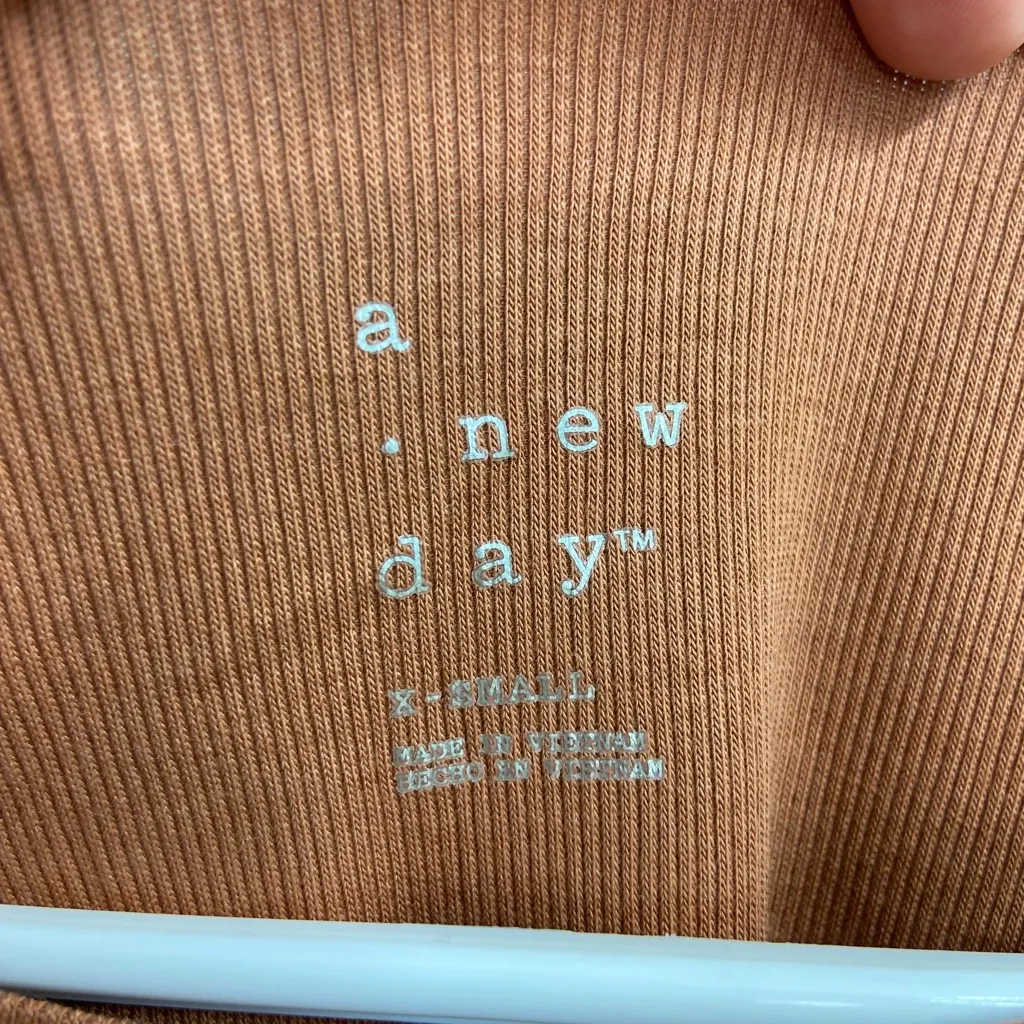 a
· new
day™
X-SMALL
MADE IN VIETNAM
HECHO EN VIETNAM